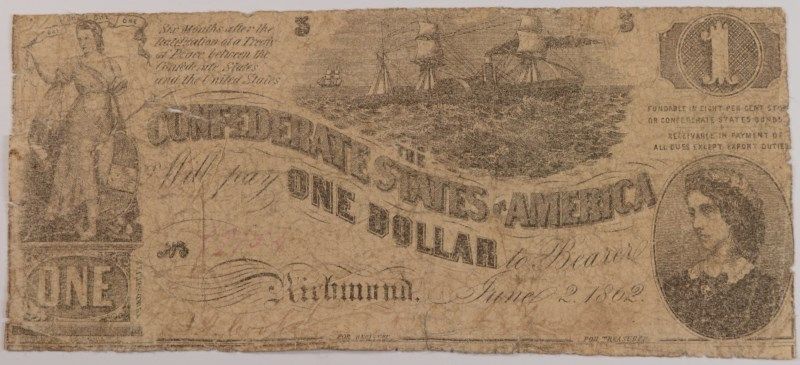 ONE
Six Months after the
Ratification of a Treaty
of Peace between the
Confederate States
and the United States
3
3
1
FUNDABLE IN EIGHT PER CENT
OR CONFEDERATE STATES BONDS
RECEIVABLE IN PAYMENT OF
ALL DUES EXCEPT EXPORT DUTIES
THE
CONFEDERATE STATES OF AMERICA
Will pay ONE DOLLAR to Bearer
No
Richmond, June 2, 1862
ONE
FOR REGISTER
FOR TREASURER